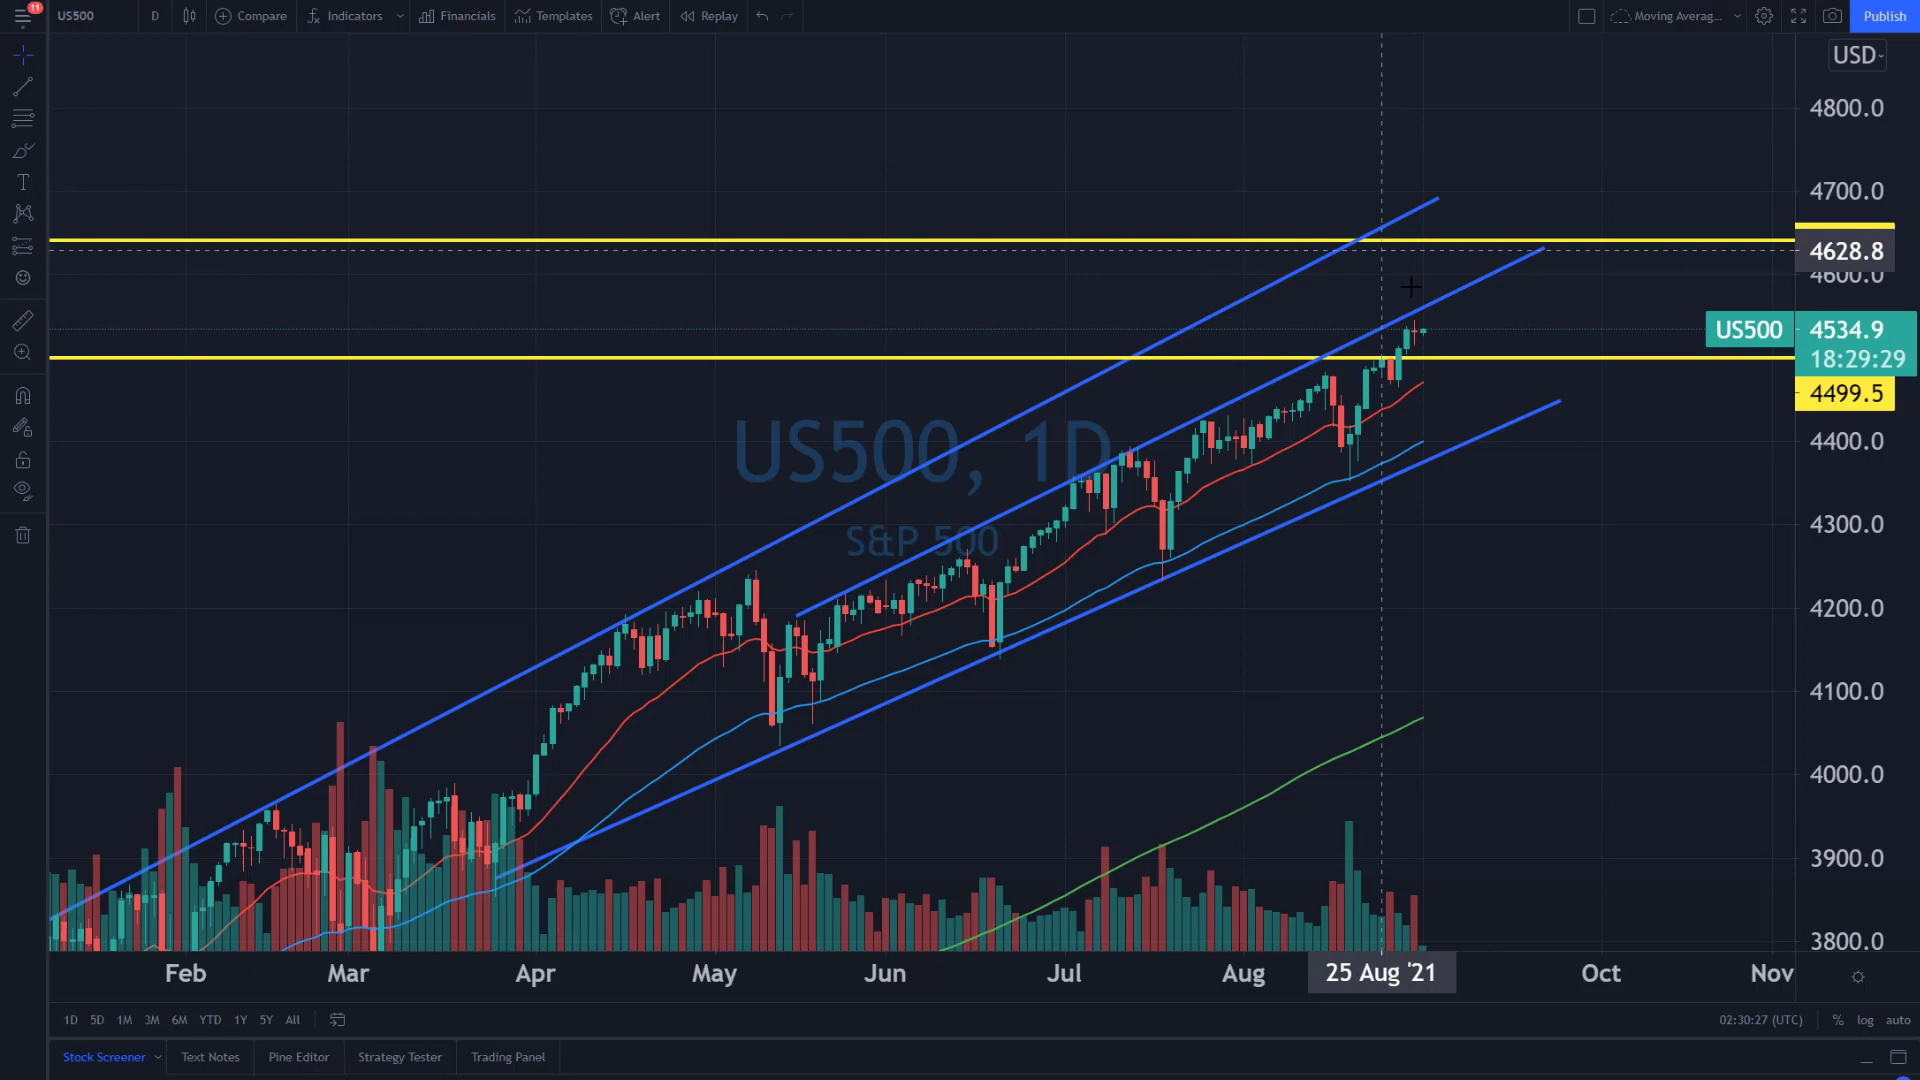 11
US500
D
Compare
Indicators
Financials
Templates
Alert
Replay
Moving Averag...
Publish
USD
4800.0
4700.0
4628.8
4600.0
US500
4534.9
18:29:29
4499.5
4400.0
4300.0
4200.0
4100.0
4000.0
3900.0
3800.0
US500, 1D
S&P 500
Feb
Mar
Apr
May
Jun
Jul
Aug
25 Aug '21
Oct
Nov
1D
5D
1M
3M
6M
YTD
1Y
5Y
All
02:30:27 (UTC)
%
log
auto
Stock Screener
Text Notes
Pine Editor
Strategy Tester
Trading Panel